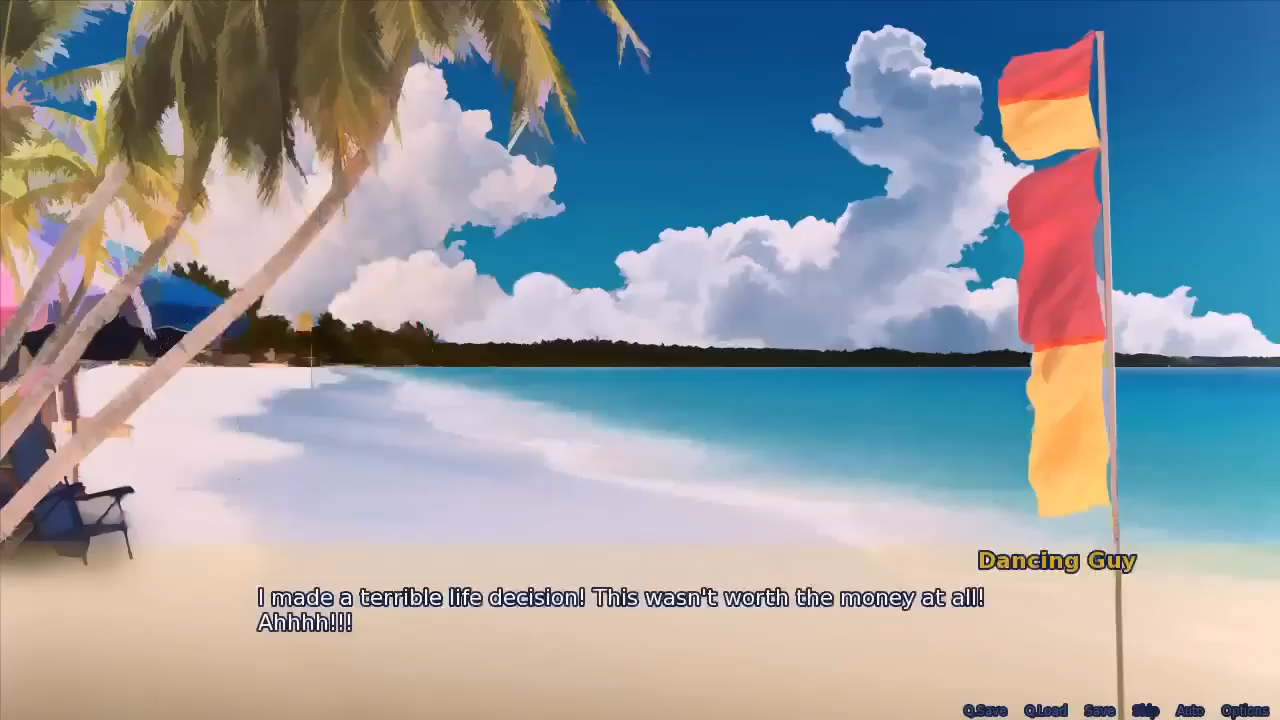 Dancing Guy
I made a terrible life decision! This wasn't worth the money at all!
Ahhhh!!!
Q.Save Q.Load Save Skip Auto Options